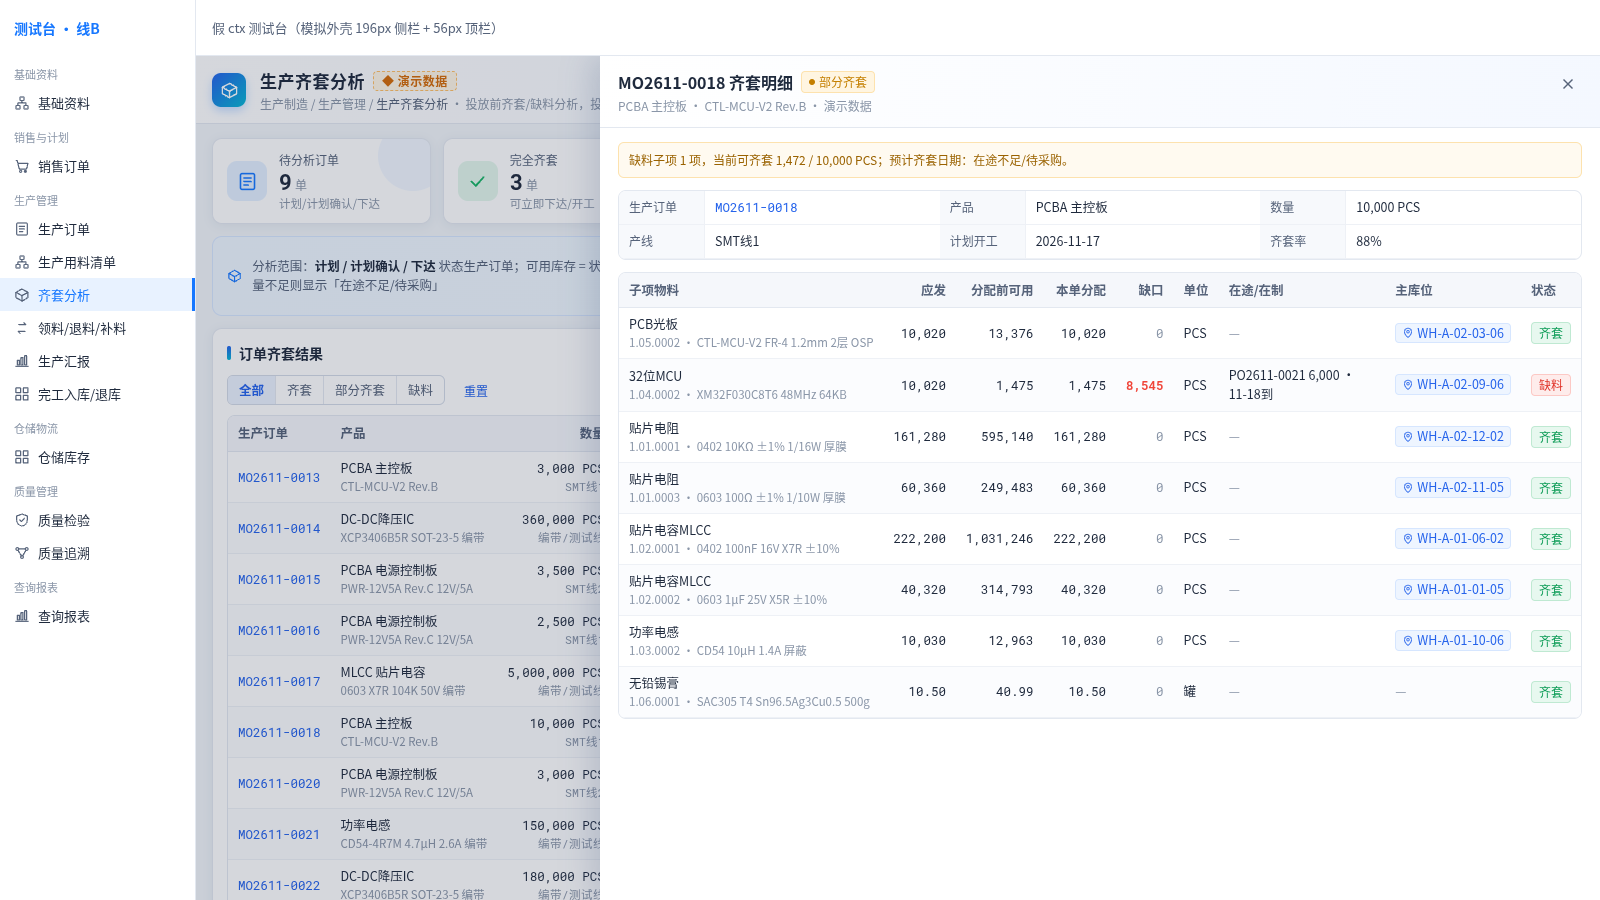 测试台 · 线B
基础资料
基础资料
销售与计划
销售订单
生产管理
生产订单
生产用料清单
齐套分析
领料/退料/补料
生产汇报
完工入库/退库
仓储物流
仓储库存
质量管理
质量检验
质量追溯
查询报表
查询报表
假 ctx 测试台（模拟外壳 196px 侧栏 + 56px 顶栏）
生产齐套分析 ◆ 演示数据
生产制造 / 生产管理 / 生产齐套分析 · 投放前齐套/缺料分析，投
待分析订单
9 单
计划/计划确认/下达
完全齐套
3 单
可立即下达/开工
分析范围：计划 / 计划确认 / 下达 状态生产订单；可用库存 = 状
量不足则显示「在途不足/待采购」
订单齐套结果
全部 齐套 部分齐套 缺料 重置
生产订单 产品 数量
MO2611-0013 PCBA 主控板 3,000 PCS
CTL-MCU-V2 Rev.B SMT线
MO2611-0014 DC-DC降压IC 360,000 PCS
XCP3406B5R SOT-23-5 编带 编带/测试线
MO2611-0015 PCBA 电源控制板 3,500 PCS
PWR-12V5A Rev.C 12V/5A SMT线
MO2611-0016 PCBA 电源控制板 2,500 PCS
PWR-12V5A Rev.C 12V/5A SMT线
MO2611-0017 MLCC 贴片电容 5,000,000 PCS
0603 X7R 104K 50V 编带 编带/测试线
MO2611-0018 PCBA 主控板 10,000 PCS
CTL-MCU-V2 Rev.B SMT线
MO2611-0020 PCBA 电源控制板 3,000 PCS
PWR-12V5A Rev.C 12V/5A SMT线
MO2611-0021 功率电感 150,000 PCS
CD54-4R7M 4.7μH 2.6A 编带 编带/测试线
MO2611-0022 DC-DC降压IC 180,000 PCS
XCP3406B5R SOT-23-5 编带 编带/测试线
MO2611-0018 齐套明细 部分齐套
PCBA 主控板 · CTL-MCU-V2 Rev.B · 演示数据
缺料子项 1 项，当前可齐套 1,472 / 10,000 PCS；预计齐套日期：在途不足/待采购。
生产订单 MO2611-0018 产品 PCBA 主控板 数量 10,000 PCS
产线 SMT线1 计划开工 2026-11-17 齐套率 88%
子项物料 应发 分配前可用 本单分配 缺口 单位 在途/在制 主库位 状态
PCB光板
1.05.0002 · CTL-MCU-V2 FR-4 1.2mm 2层 OSP
10,020 13,376 10,020 0 PCS — WH-A-02-03-06 齐套
32位MCU
1.04.0002 · XM32F030C8T6 48MHz 64KB
10,020 1,475 1,475 8,545 PCS
PO2611-0021 6,000 ·
11-18到
WH-A-02-09-06 缺料
贴片电阻
1.01.0001 · 0402 10KΩ ±1% 1/16W 厚膜
161,280 595,140 161,280 0 PCS — WH-A-02-12-02 齐套
贴片电阻
1.01.0003 · 0603 100Ω ±1% 1/10W 厚膜
60,360 249,483 60,360 0 PCS — WH-A-02-11-05 齐套
贴片电容MLCC
1.02.0001 · 0402 100nF 16V X7R ±10%
222,200 1,031,246 222,200 0 PCS — WH-A-01-06-02 齐套
贴片电容MLCC
1.02.0002 · 0603 1μF 25V X5R ±10%
40,320 314,793 40,320 0 PCS — WH-A-01-01-05 齐套
功率电感
1.03.0002 · CD54 10μH 1.4A 屏蔽
10,030 12,963 10,030 0 PCS — WH-A-01-10-06 齐套
无铅锡膏
1.06.0001 · SAC305 T4 Sn96.5Ag3Cu0.5 500g
10.50 40.99 10.50 0 罐 — — 齐套